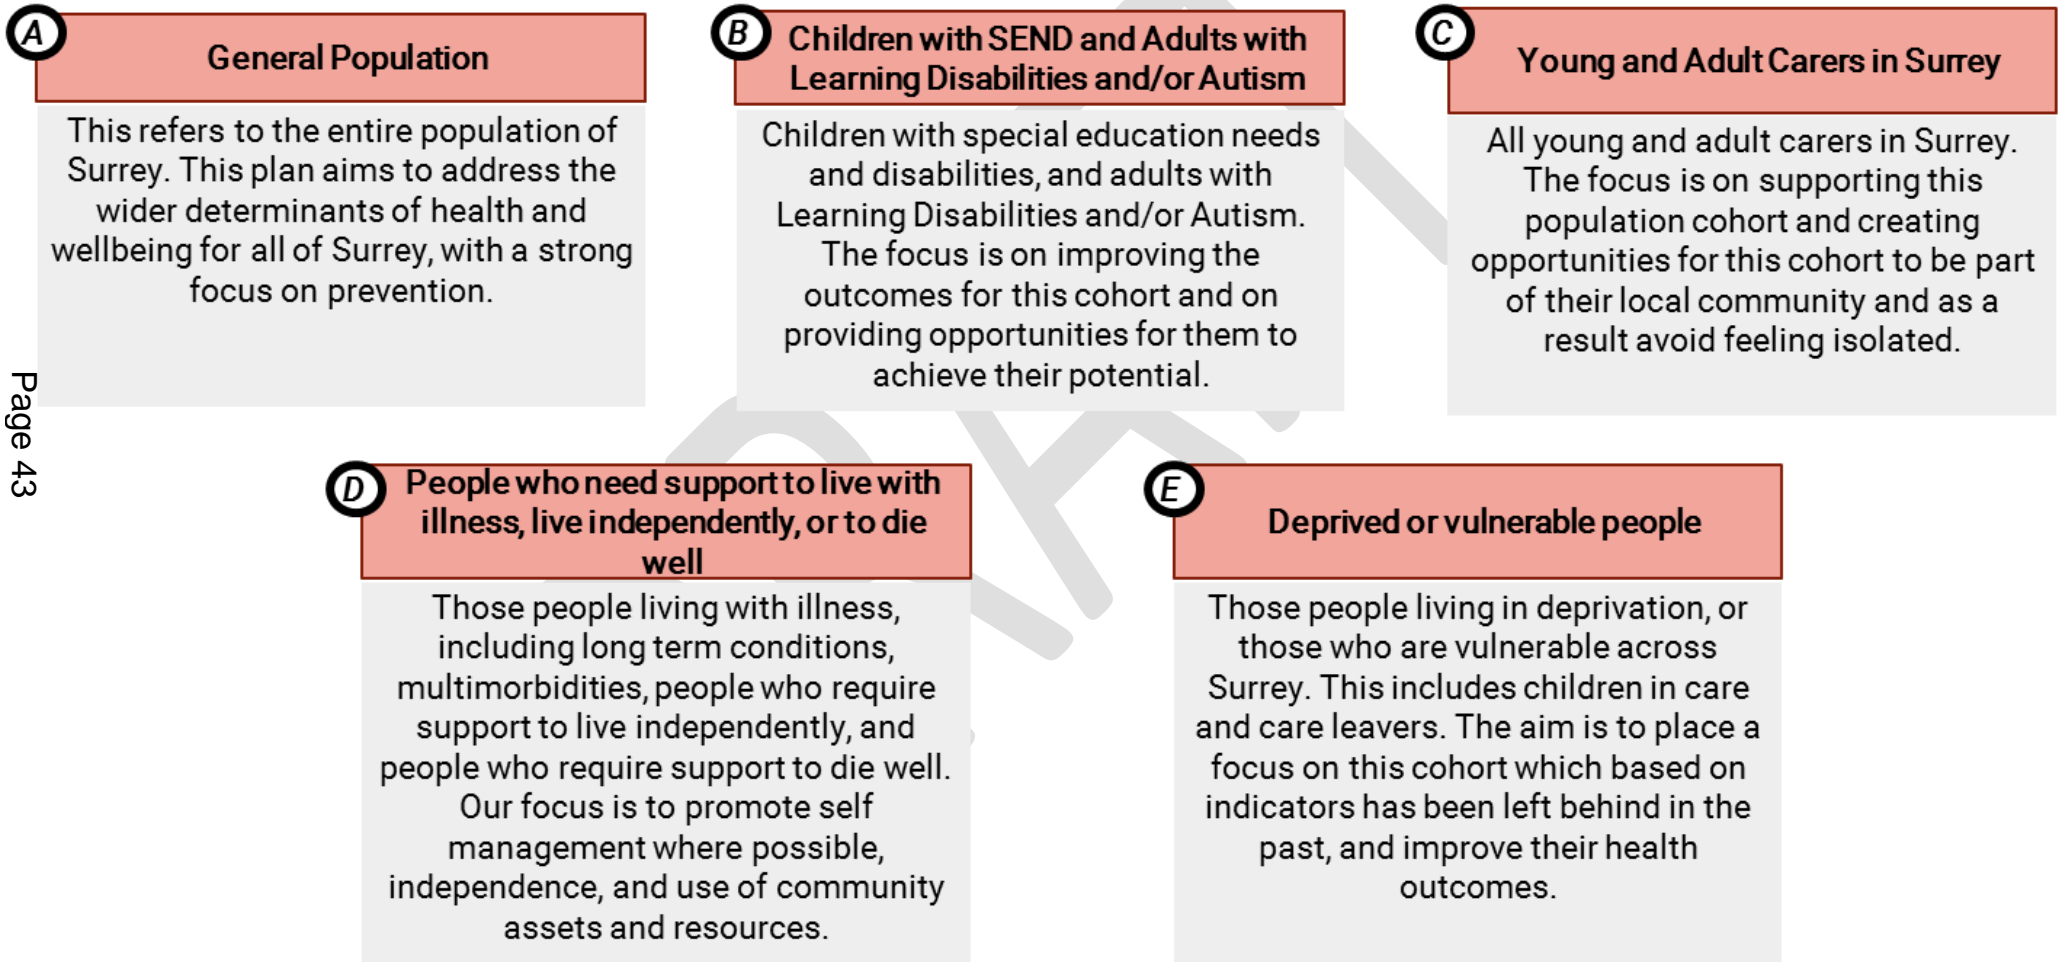 A
General Population
This refers to the entire population of
Surrey. This plan aims to address the
wider determinants of health and
wellbeing for all of Surrey, with a strong
focus on prevention.
B
Children with SEND and Adults with
Learning Disabilities and/or Autism
Children with special education needs
and disabilities, and adults with
Learning Disabilities and/or Autism.
The focus is on improving the
outcomes for this cohort and on
providing opportunities for them to
achieve their potential.
C
Young and Adult Carers in Surrey
All young and adult carers in Surrey.
The focus is on supporting this
population cohort and creating
opportunities for this cohort to be part
of their local community and as a
result avoid feeling isolated.
Page 43
D
People who need support to live with
illness, live independently, or to die
well
Those people living with illness,
including long term conditions,
multimorbidities, people who require
support to live independently, and
people who require support to die well.
Our focus is to promote self
management where possible,
independence, and use of community
assets and resources.
E
Deprived or vulnerable people
Those people living in deprivation, or
those who are vulnerable across
Surrey. This includes children in care
and care leavers. The aim is to place a
focus on this cohort which based on
indicators has been left behind in the
past, and improve their health
outcomes.